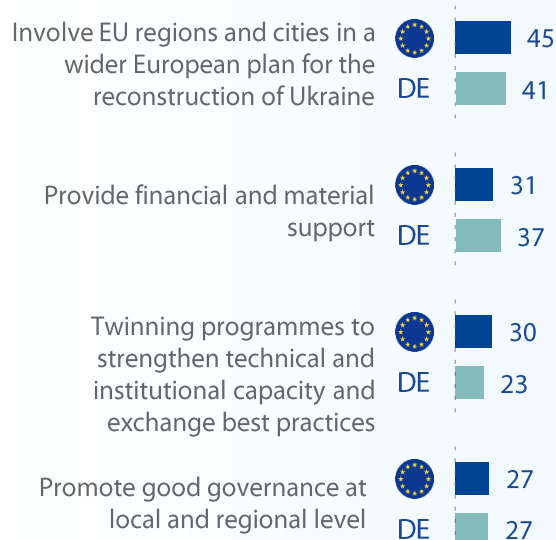 Involve EU regions and cities in a
wider European plan for the
reconstruction of Ukraine
45
DE
41
Provide financial and material
support
31
DE
37
Twinning programmes to
strengthen technical and
institutional capacity and
exchange best practices
30
DE
23
Promote good governance at
local and regional level
27
DE
27